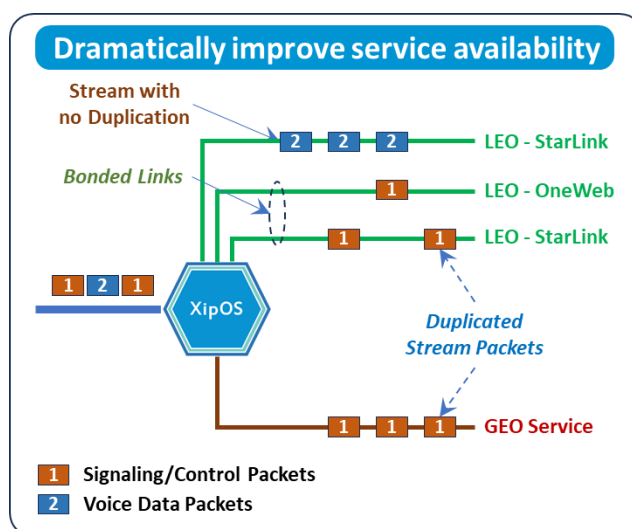 Dramatically improve service availability
Stream with
no Duplication
2 2 2
LEO - StarLink
Bonded Links
1
LEO - OneWeb
1 1
LEO - StarLink
1 2 1
XipOS
Duplicated
Stream Packets
1 1 1
GEO Service
1 Signaling/Control Packets
2 Voice Data Packets